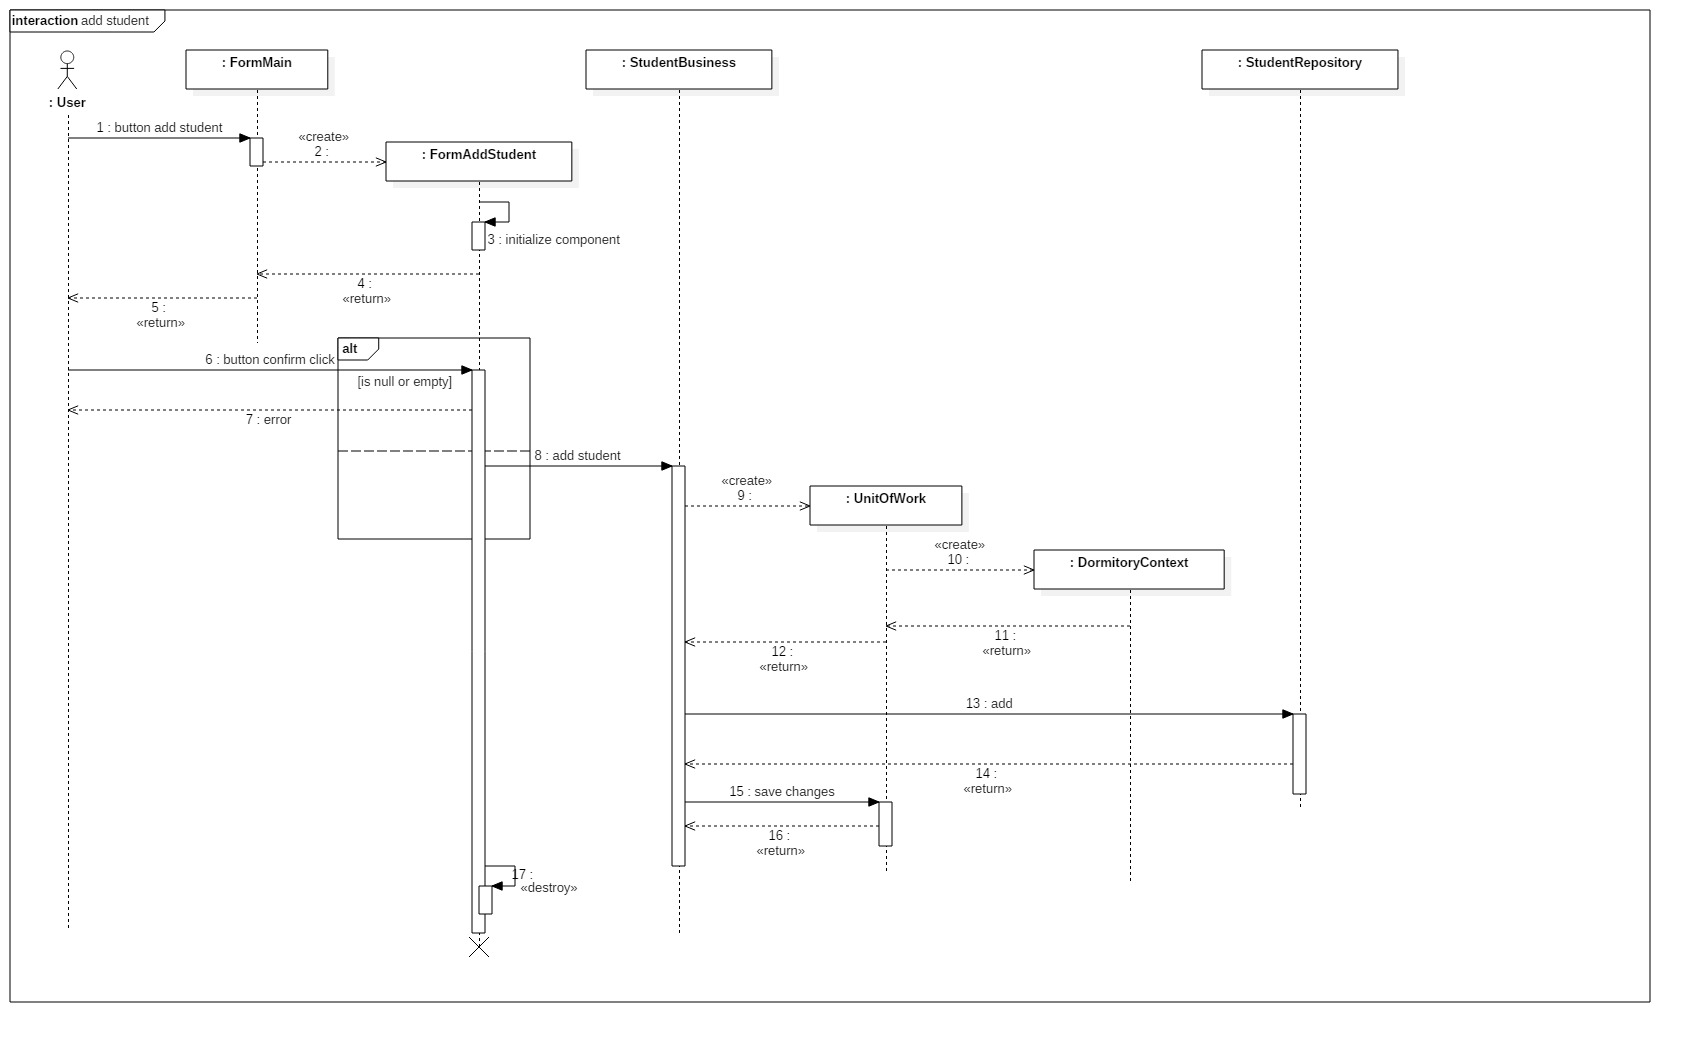 interaction add student
: User
: FormMain
: StudentBusiness
: StudentRepository
1 : button add student
«create»
2 :
: FormAddStudent
3 : initialize component
4 :
«return»
5 :
«return»
alt
6 : button confirm click
[is null or empty]
7 : error
8 : add student
«create»
9 :
: UnitOfWork
«create»
10 :
: DormitoryContext
11 :
«return»
12 :
«return»
13 : add
14 :
«return»
15 : save changes
16 :
«return»
17 :
«destroy»